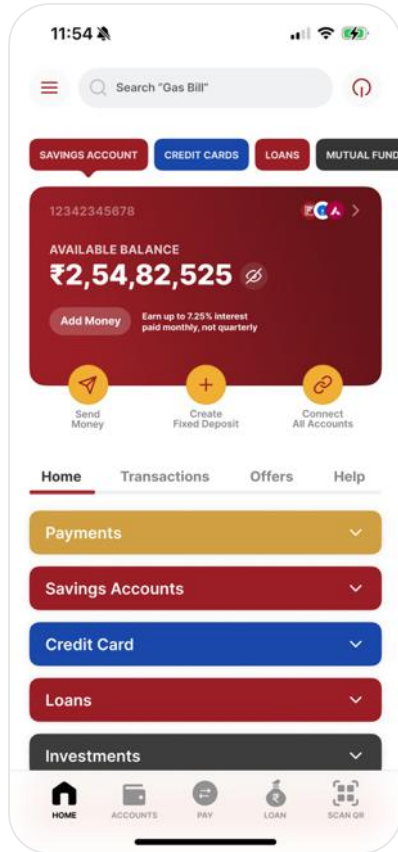 11:54
Search "Gas Bill"
SAVINGS ACCOUNT CREDIT CARDS LOANS MUTUAL FUND
12342345678
AVAILABLE BALANCE
₹2,54,82,525
Add Money
Earn up to 7.25% interest
paid monthly, not quarterly
Send
Money
Create
Fixed Deposit
Connect
All Accounts
Home Transactions Offers Help
Payments
Savings Accounts
Credit Card
Loans
Investments
HOME ACCOUNTS PAY LOAN SCAN QR